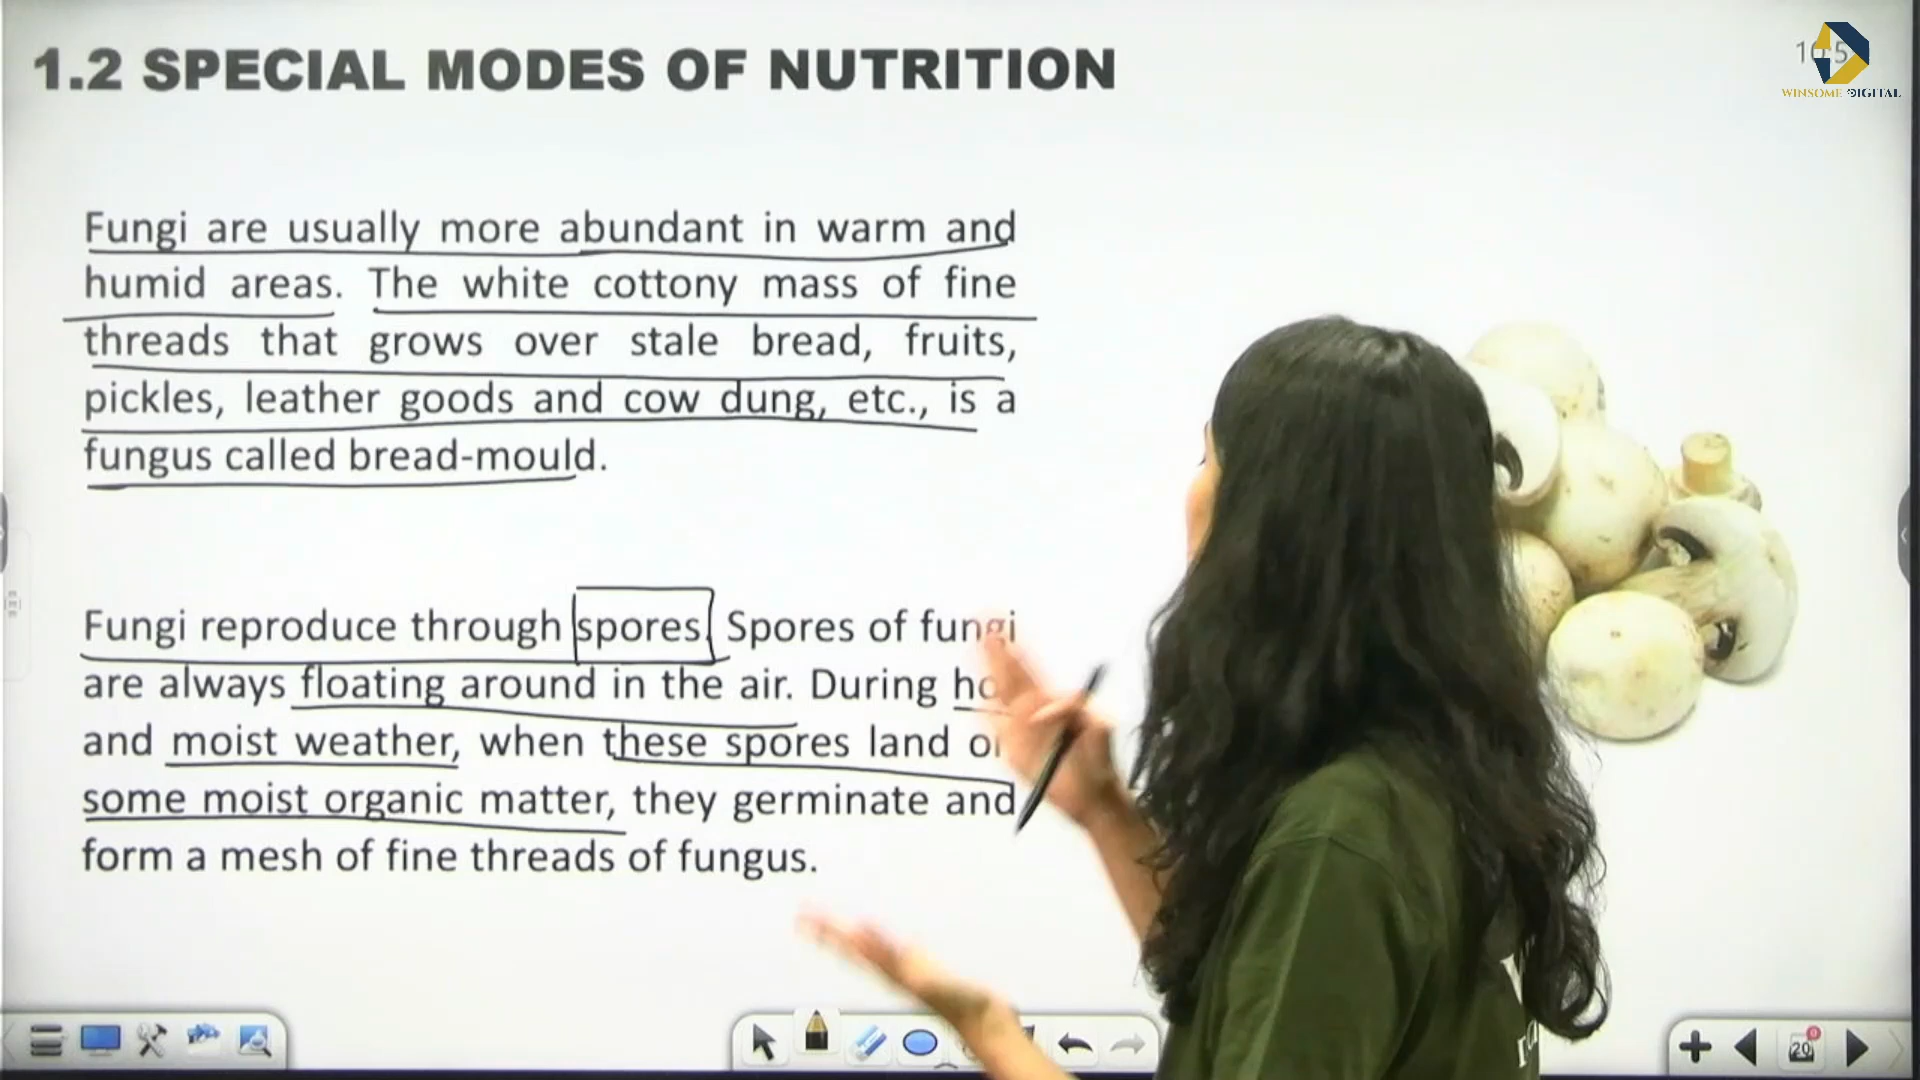 1.2 SPECIAL MODES OF NUTRITION
WINSOME DIGITAL
Fungi are usually more abundant in warm and
humid areas. The white cottony mass of fine
threads that grows over stale bread, fruits,
pickles, leather goods and cow dung, etc., is a
fungus called bread-mould.
Fungi reproduce through spores. Spores of fungi
are always floating around in the air. During
and moist weather, when these spores land
some moist organic matter, they germinate and
form a mesh of fine threads of fungus.
20